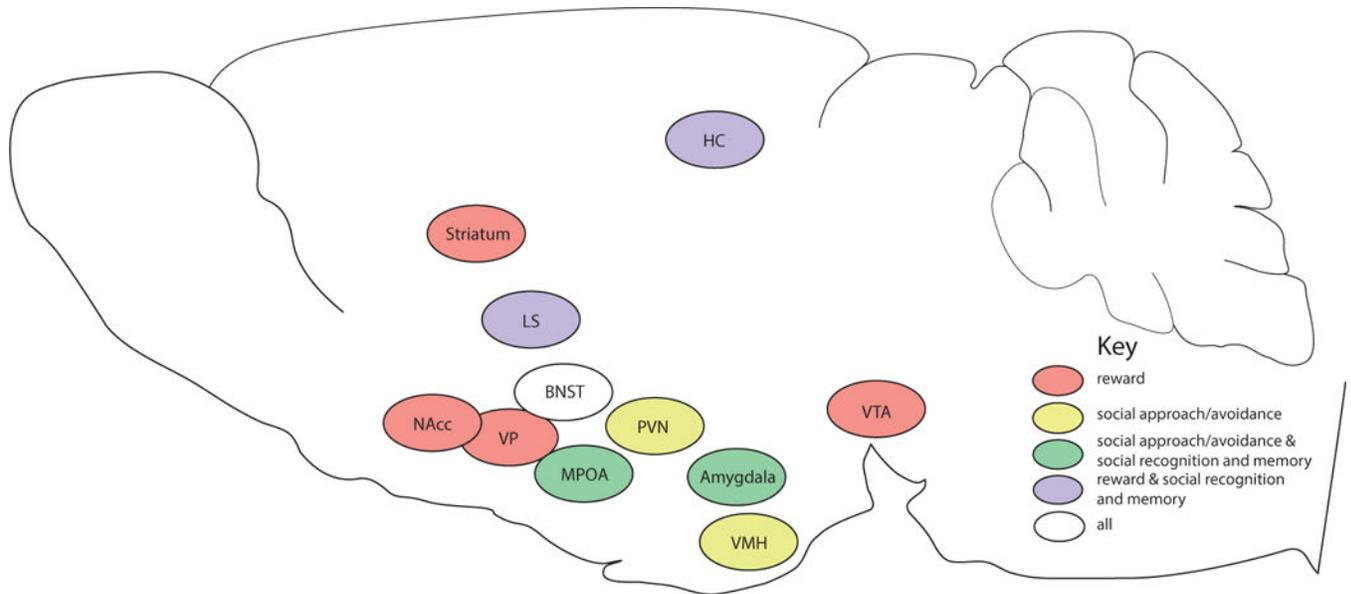 HC
Striatum
LS
BNST
NAcc
VP
PVN
MPOA
Amygdala
VMH
VTA
Key
reward
social approach/avoidance
social approach/avoidance &
social recognition and memory
reward & social recognition
and memory
all